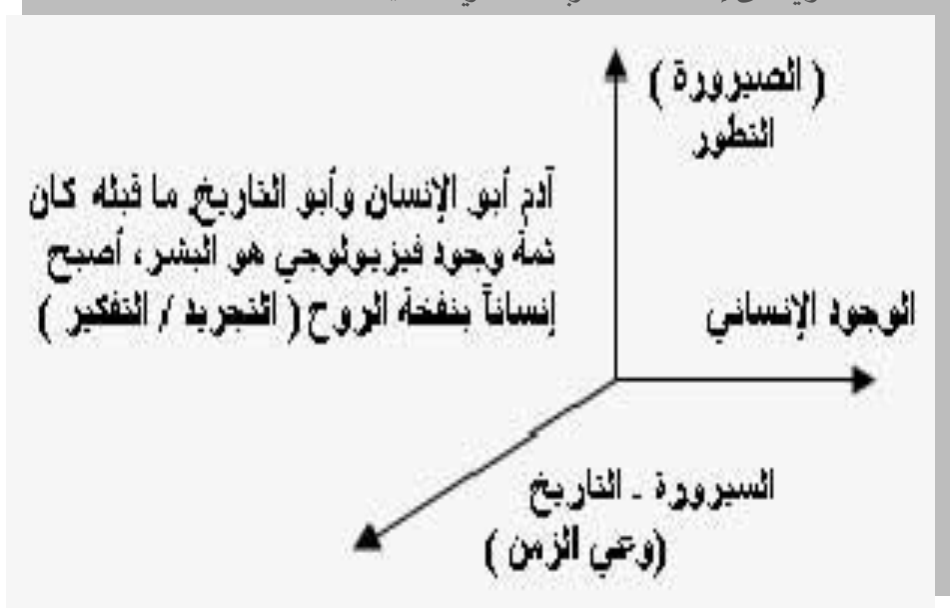 ( الصيرورة )
التطور
آدم أبو الإنسان وأبو التاريخ، ما قبله كان
ثمة وجود فيزيولوجي هو البشر، أصبح
إنساناً بنفخة الروح ( التجريد / التفكير )
الوجود الإنساني
السيرورة - التاريخ
(وعي الزمن )